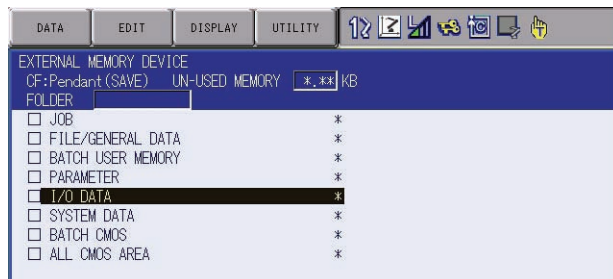 DATA EDIT DISPLAY UTILITY
EXTERNAL MEMORY DEVICE
CF:Pendant(SAVE) UN-USED MEMORY *.** KB
FOLDER
JOB *
FILE/GENERAL DATA *
BATCH USER MEMORY *
PARAMETER *
I/O DATA *
SYSTEM DATA *
BATCH CMOS *
ALL CMOS AREA *